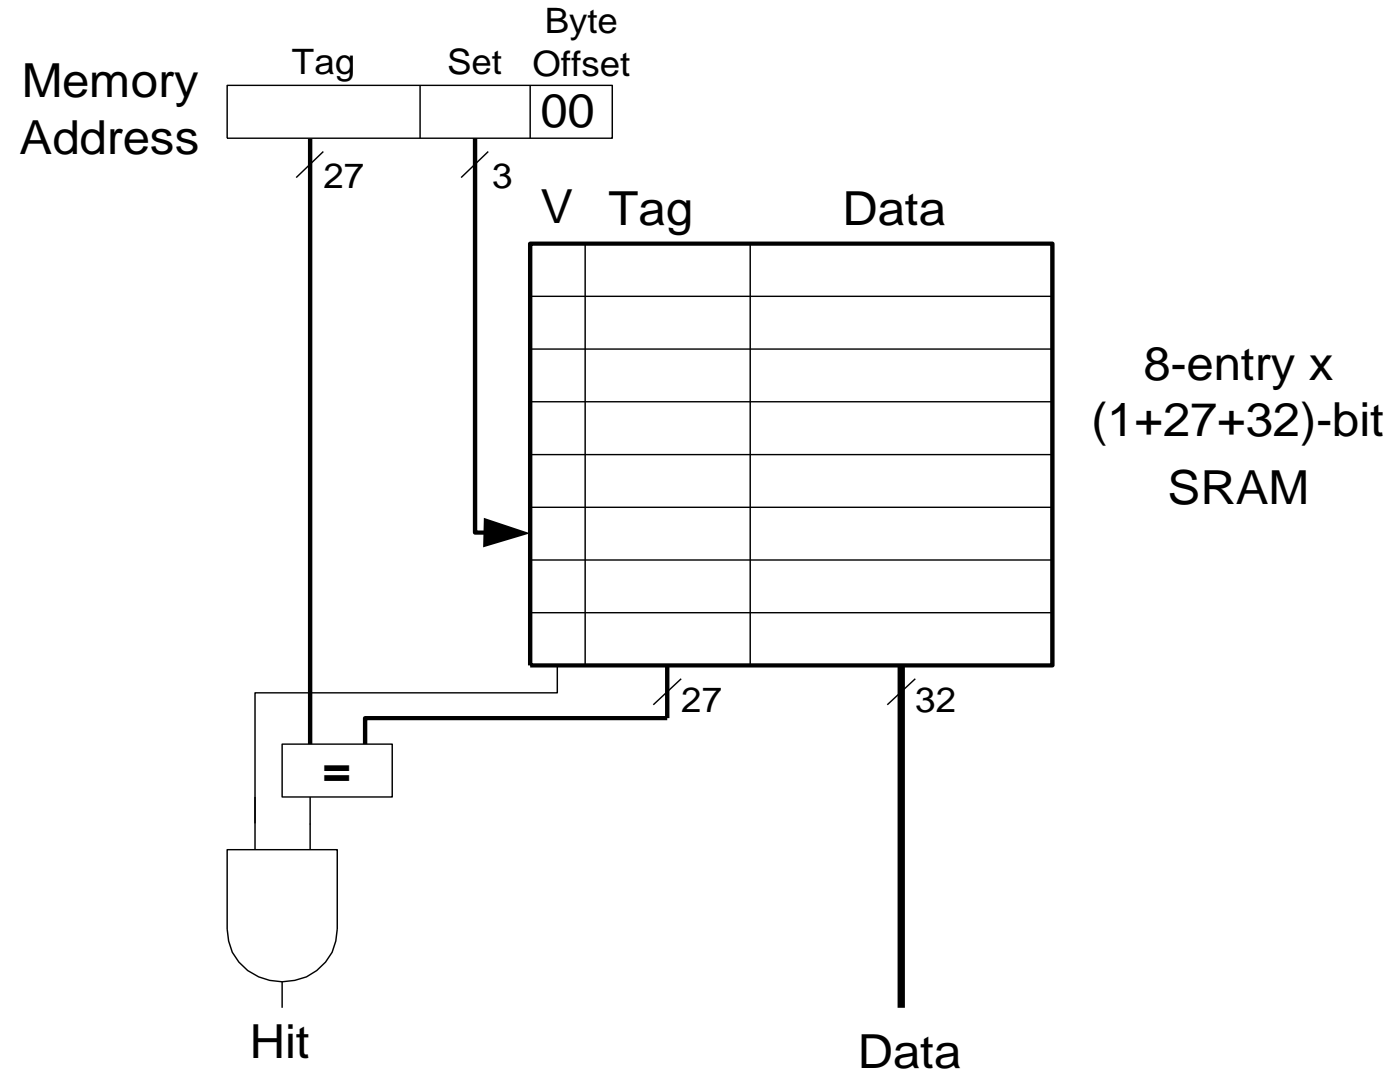 Byte
Offset
Tag
Set
Memory
Address
00
27
3
V
Tag
Data
8-entry x
(1+27+32)-bit
SRAM
27
32
=
Hit
Data